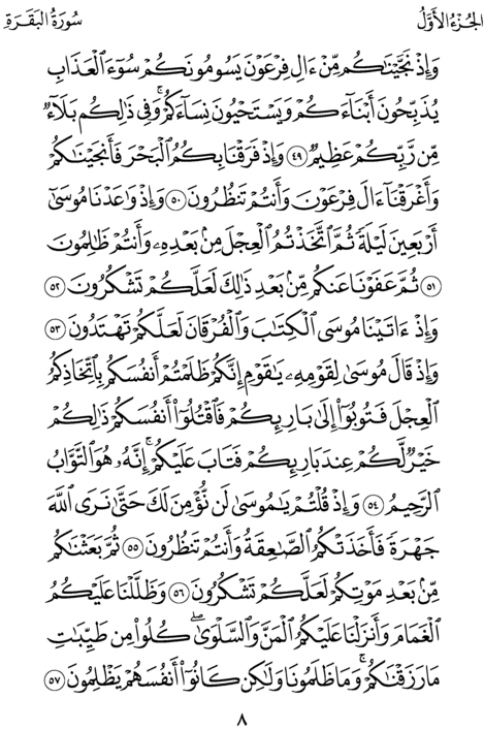 الجُزْءُ الأَوَّلُ
سُورَةُ البَقَرَةِ
وَإِذْ نَجَّيْنَٰكُم مِّنْ ءَالِ فِرْعَوْنَ يَسُومُونَكُمْ سُوٓءَ ٱلْعَذَابِ
يُذَبِّحُونَ أَبْنَآءَكُمْ وَيَسْتَحْيُونَ نِسَآءَكُمْ ۚ وَفِى ذَٰلِكُم بَلَآءٌ
مِّن رَّبِّكُمْ عَظِيمٌ ٤٩ وَإِذْ فَرَقْنَا بِكُمُ ٱلْبَحْرَ فَأَنجَيْنَٰكُمْ
وَأَغْرَقْنَآ ءَالَ فِرْعَوْنَ وَأَنتُمْ تَنظُرُونَ ٥٠ وَإِذْ وَٰعَدْنَا مُوسَىٰٓ
أَرْبَعِينَ لَيْلَةً ثُمَّ ٱتَّخَذْتُمُ ٱلْعِجْلَ مِنۢ بَعْدِهِۦ وَأَنتُمْ ظَٰلِمُونَ
٥١ ثُمَّ عَفَوْنَا عَنكُم مِّنۢ بَعْدِ ذَٰلِكَ لَعَلَّكُمْ تَشْكُرُونَ ٥٢
وَإِذْ ءَاتَيْنَا مُوسَى ٱلْكِتَٰبَ وَٱلْفُرْقَانَ لَعَلَّكُمْ تَهْتَدُونَ ٥٣
وَإِذْ قَالَ مُوسَىٰ لِقَوْمِهِۦ يَٰقَوْمِ إِنَّكُمْ ظَلَمْتُمْ أَنفُسَكُم بِٱتِّخَاذِكُمُ
ٱلْعِجْلَ فَتُوبُوٓا۟ إِلَىٰ بَارِئِكُمْ فَٱقْتُلُوٓا۟ أَنفُسَكُمْ ذَٰلِكُمْ
خَيْرٌ لَّكُمْ عِندَ بَارِئِكُمْ فَتَابَ عَلَيْكُمْ ۚ إِنَّهُۥ هُوَ ٱلتَّوَّابُ
ٱلرَّحِيمُ ٥٤ وَإِذْ قُلْتُمْ يَٰمُوسَىٰ لَن نُّؤْمِنَ لَكَ حَتَّىٰ نَرَى ٱللَّهَ
جَهْرَةً فَأَخَذَتْكُمُ ٱلصَّٰعِقَةُ وَأَنتُمْ تَنظُرُونَ ٥٥ ثُمَّ بَعَثْنَٰكُم
مِّنۢ بَعْدِ مَوْتِكُمْ لَعَلَّكُمْ تَشْكُرُونَ ٥٦ وَظَلَّلْنَا عَلَيْكُمُ
ٱلْغَمَامَ وَأَنزَلْنَا عَلَيْكُمُ ٱلْمَنَّ وَٱلسَّلْوَىٰ ۖ كُلُوا۟ مِن طَيِّبَٰتِ
مَا رَزَقْنَٰكُمْ ۖ وَمَا ظَلَمُونَا وَلَٰكِن كَانُوٓا۟ أَنفُسَهُمْ يَظْلِمُونَ ٥٧
٨